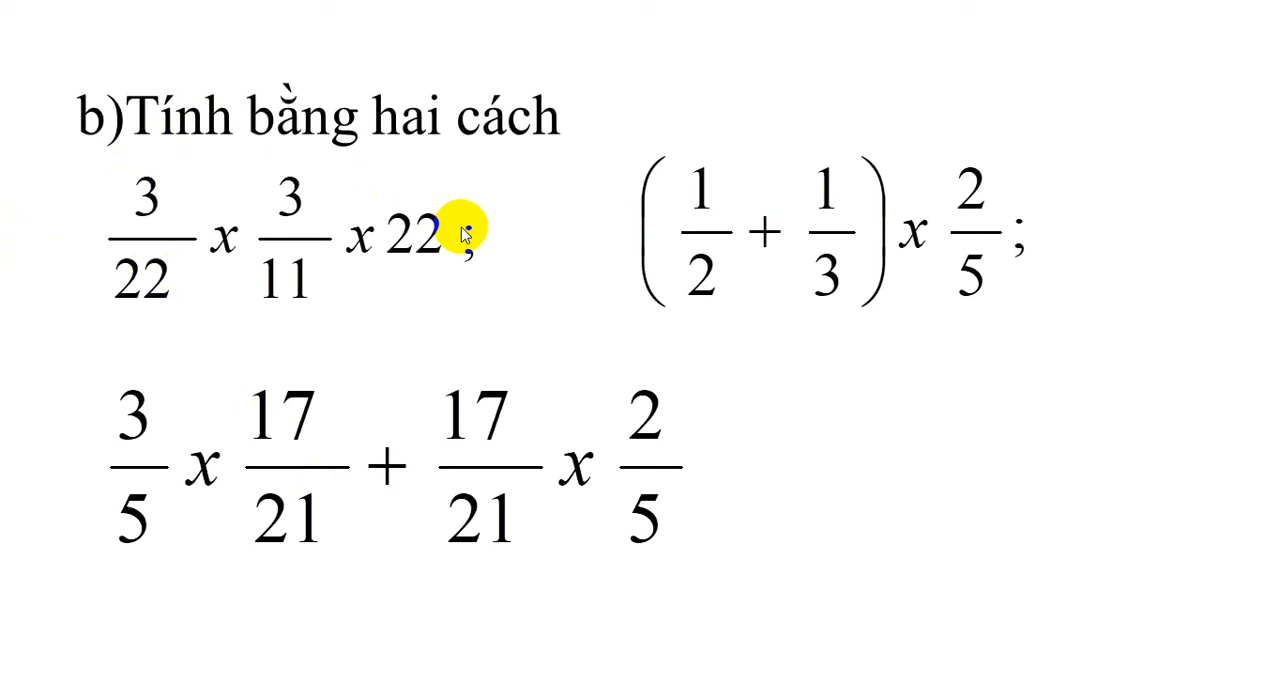 b)Tính bằng hai cách
3/22 x 3/11 x 22 ; (1/2 + 1/3) x 2/5 ;
3/5 x 17/21 + 17/21 x 2/5